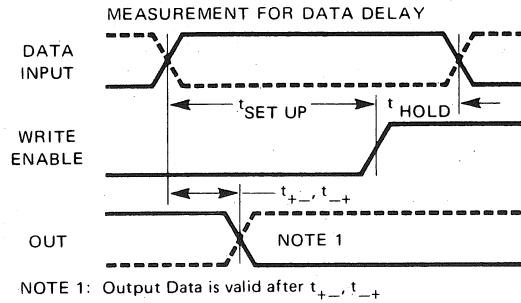 MEASUREMENT FOR DATA DELAY
DATA
INPUT
t SET UP
t HOLD
WRITE
ENABLE
t+–, t–+
OUT
NOTE 1
NOTE 1: Output Data is valid after t+–, t–+